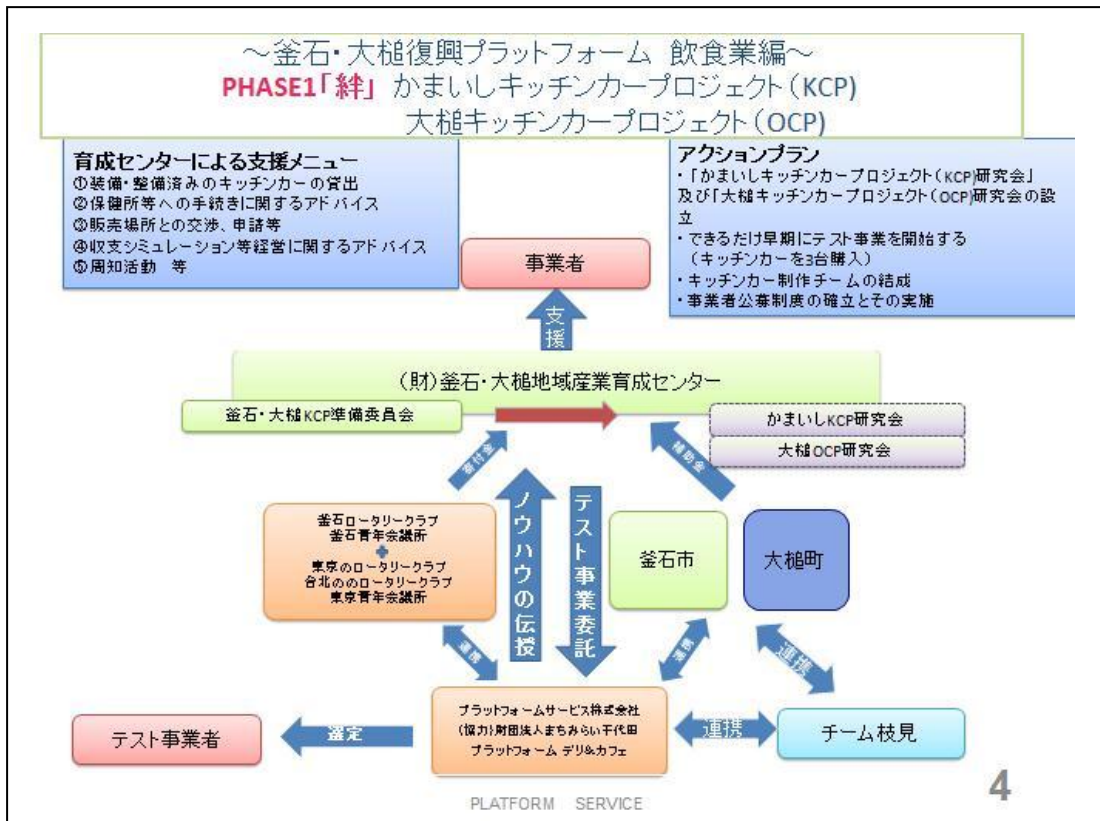 ～釜石・大槌復興プラットフォーム 飲食業編～
PHASE1「絆」 かまいしキッチンカープロジェクト(KCP)
大槌キッチンカープロジェクト(OCP)
育成センターによる支援メニュー
①装備・整備済みのキッチンカーの貸出
②保健所等への手続きに関するアドバイス
③販売場所との交渉、申請等
④収支シミュレーション等経営に関するアドバイス
⑤周知活動 等
アクションプラン
・「かまいしキッチンカープロジェクト(KCP)研究会」
及び「大槌キッチンカープロジェクト(OCP)研究会の設
立
・できるだけ早期にテスト事業を開始する
(キッチンカーを3台購入)
・キッチンカー制作チームの結成
・事業者公募制度の確立とその実施
事業者
支援
(財)釜石・大槌地域産業育成センター
釜石・大槌KCP準備委員会
かまいしKCP研究会
大槌OCP研究会
寄付金
補助金
釜石ロータリークラブ
釜石青年会議所
東京のロータリークラブ
台北ののロータリークラブ
東京青年会議所
ノウハウの伝授
テスト事業委託
釜石市
大槌町
連携
連携
連携
テスト事業者
選定
プラットフォームサービス株式会社
(協力)財団法人まちみらい千代田
プラットフォーム デリ&カフェ
連携
チーム枝見
PLATFORM SERVICE
4